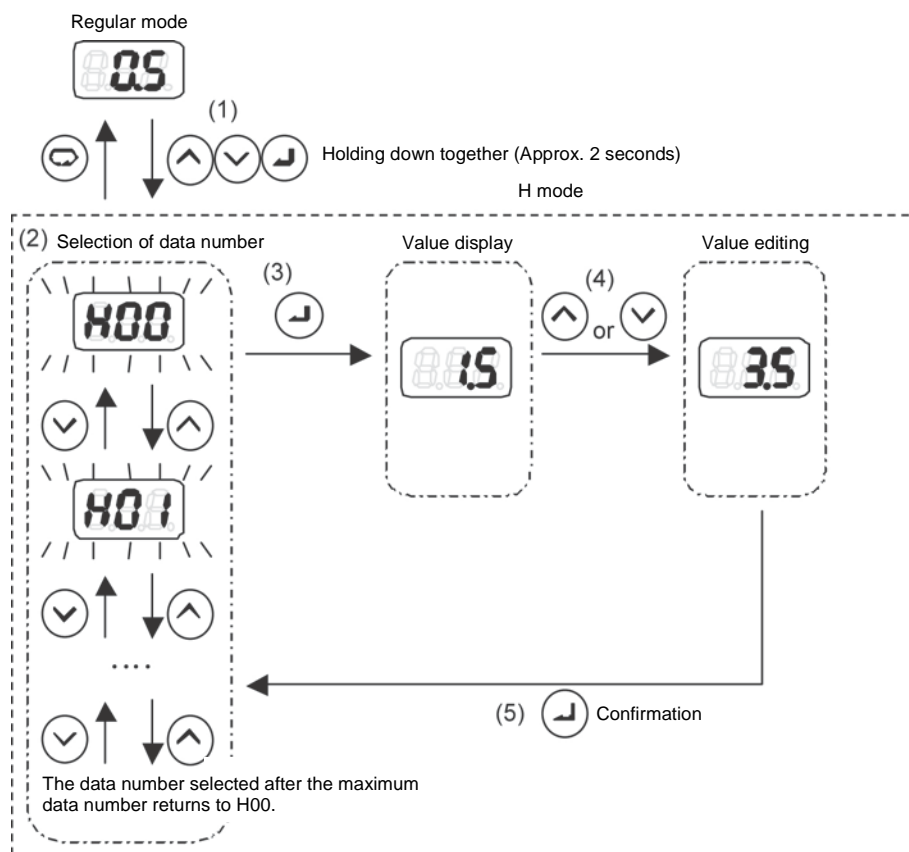 Regular mode
0.5
(1)
Holding down together (Approx. 2 seconds)
H mode
(2) Selection of data number
Value display
Value editing
(3)
(4)
H00
or
1.5
3.5
H01
....
(5)
Confirmation
The data number selected after the maximum
data number returns to H00.